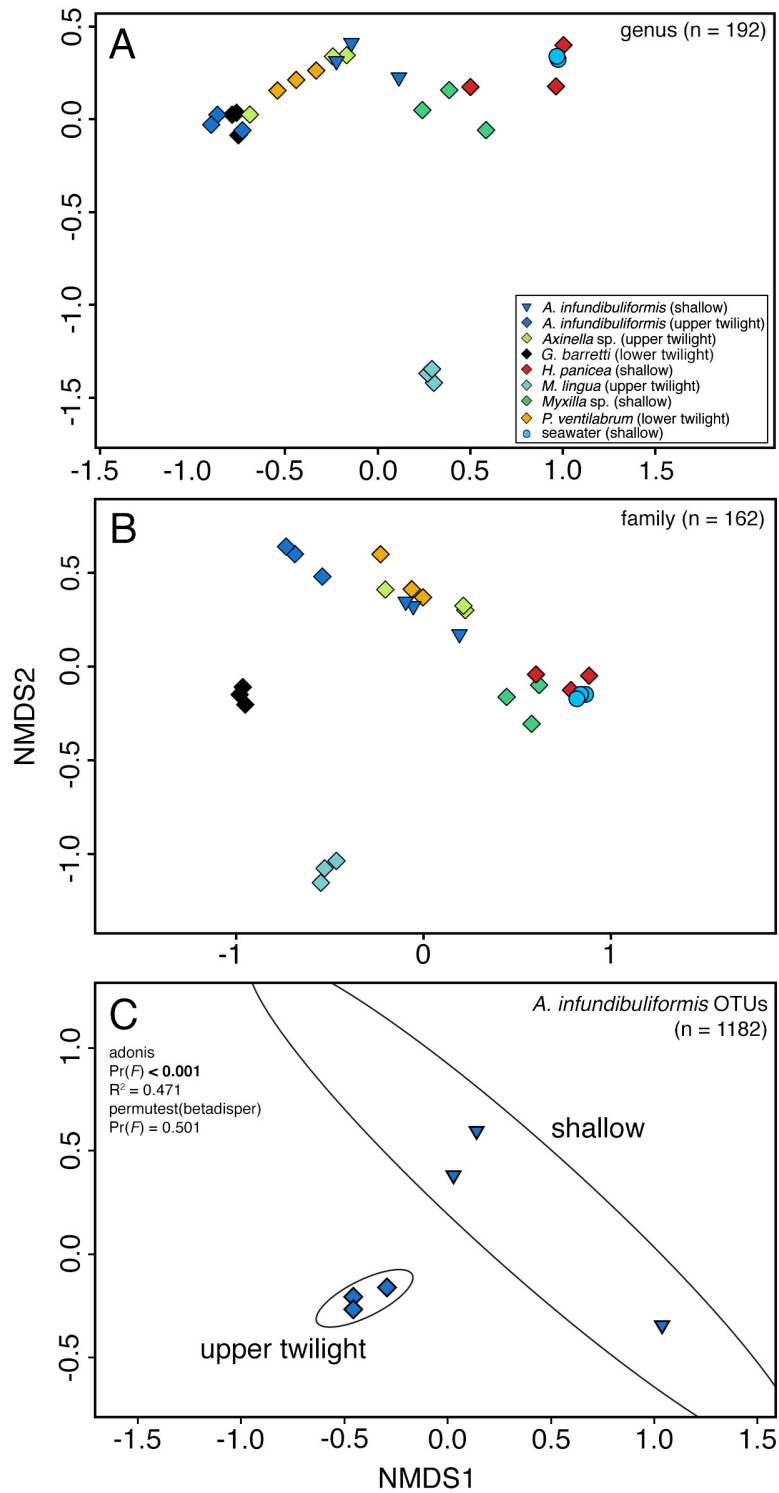 A
genus (n = 192)
0.5
0.0
-0.5
-1.0
-1.5
A. infundibuliformis (shallow)
A. infundibuliformis (upper twilight)
Axinella sp. (upper twilight)
G. barretti (lower twilight)
H. panicea (shallow)
M. lingua (upper twilight)
Myxilla sp. (shallow)
P. ventilabrum (lower twilight)
seawater (shallow)
-1.5 -1.0 -0.5 0.0 0.5 1.0 1.5
B
family (n = 162)
NMDS2
0.5
0.0
-0.5
-1.0
-1 0 1
C
A. infundibuliformis OTUs
(n = 1182)
adonis
Pr(F) < 0.001
R² = 0.471
permutest(betadisper)
Pr(F) = 0.501
1.0
0.5
0.0
-0.5
shallow
upper twilight
-1.5 -1.0 -0.5 0.0 0.5 1.0 1.5
NMDS1